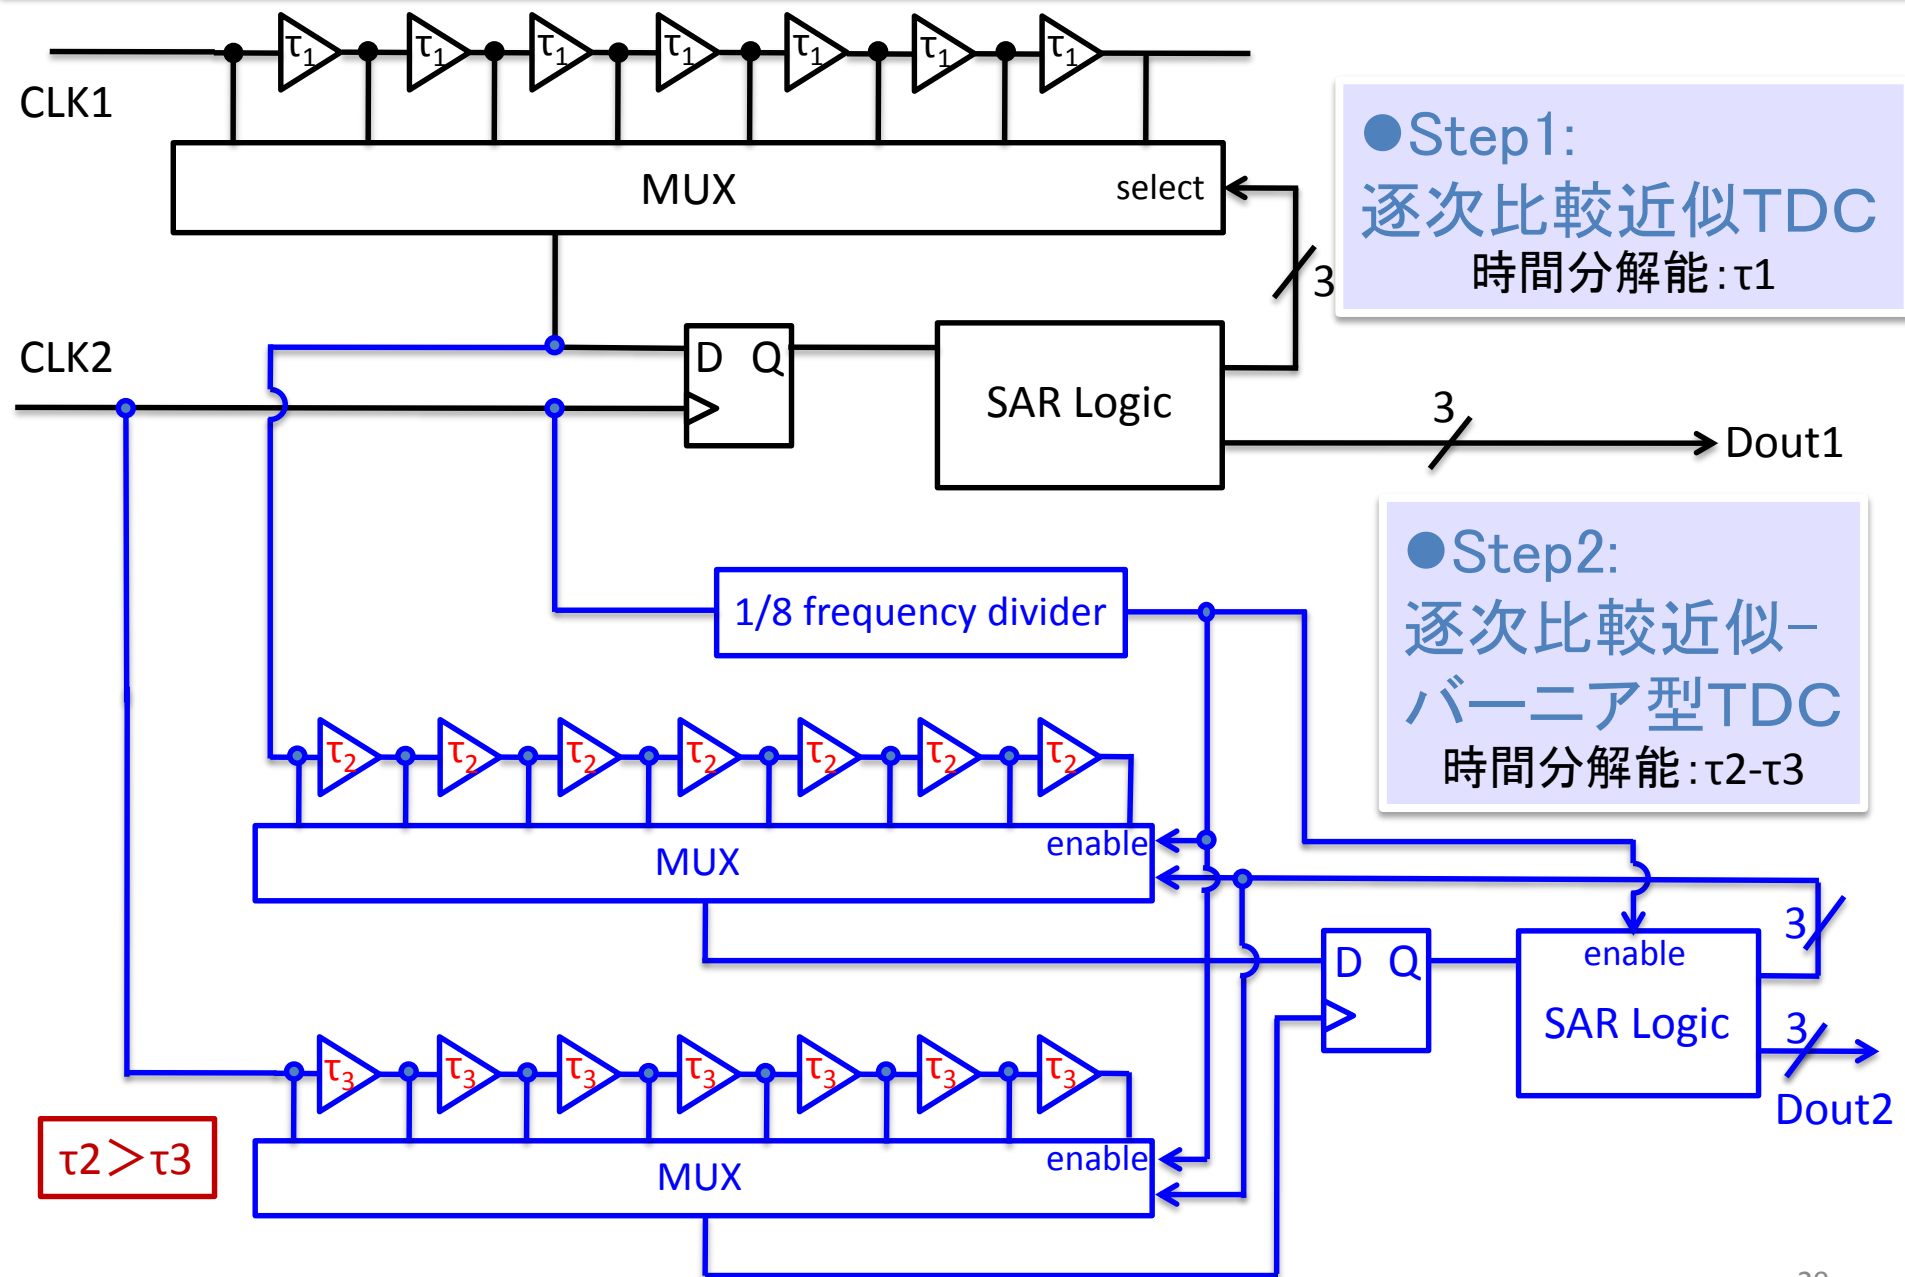 τ1 τ1 τ1 τ1 τ1 τ1 τ1
CLK1
MUX
select
●Step1:
逐次比較近似TDC
時間分解能:τ1
3
CLK2
D Q
SAR Logic
3
Dout1
●Step2:
逐次比較近似-
バーニア型TDC
時間分解能:τ2-τ3
1/8 frequency divider
τ2 τ2 τ2 τ2 τ2 τ2 τ2
enable
MUX
3
D Q
enable
SAR Logic
3
Dout2
τ3 τ3 τ3 τ3 τ3 τ3 τ3
τ2＞τ3
enable
MUX